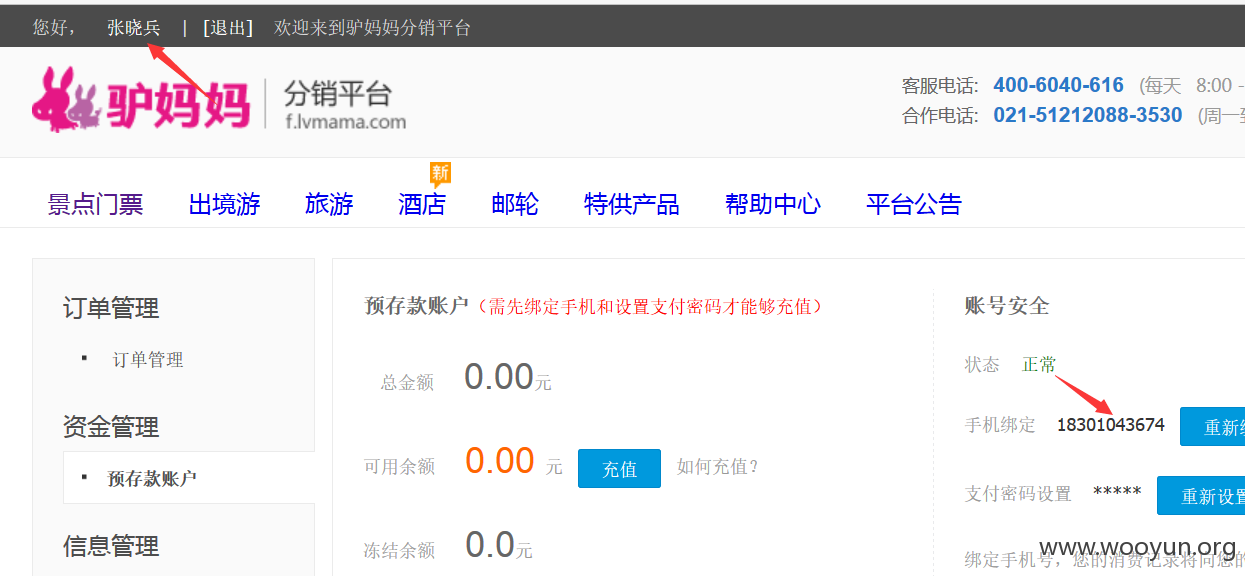 您好， 张晓兵 | [退出] 欢迎来到驴妈妈分销平台
驴妈妈 分销平台
f.lvmama.com
客服电话: 400-6040-616 (每天 8:00 -
合作电话: 021-51212088-3530 (周一至
新
景点门票 出境游 旅游 酒店 邮轮 特供产品 帮助中心 平台公告
订单管理
订单管理
资金管理
预存款账户
信息管理
预存款账户（需先绑定手机和设置支付密码才能够充值）
总金额 0.00元
可用余额 0.00 元 充值 如何充值？
冻结余额 0.0元
账号安全
状态 正常
手机绑定 18301043674 重新绑
支付密码设置 ***** 重新设置
绑定手机号，您的消费记录将向您的
www.wooyun.org